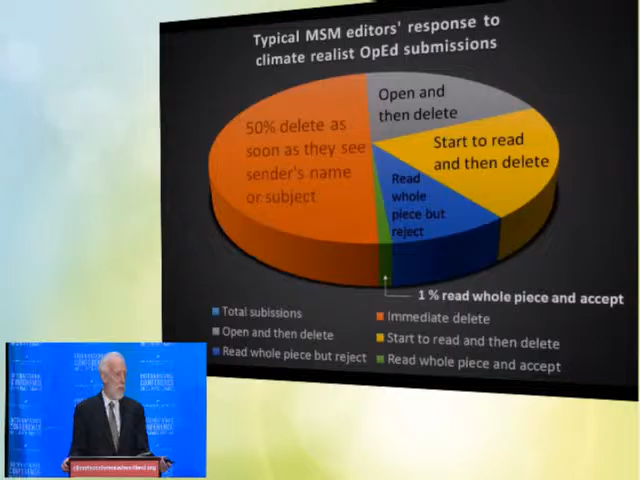 Typical MSM editors' response to
climate realist OpEd submissions
50% delete as
soon as they see
sender's name
or subject
Open and
then delete
Start to read
and then delete
Read
whole
piece but
reject
1 % read whole piece and accept
Total subissions
Immediate delete
Open and then delete
Start to read and then delete
Read whole piece but reject
Read whole piece and accept
INTERNATIONAL
CONFERENCE